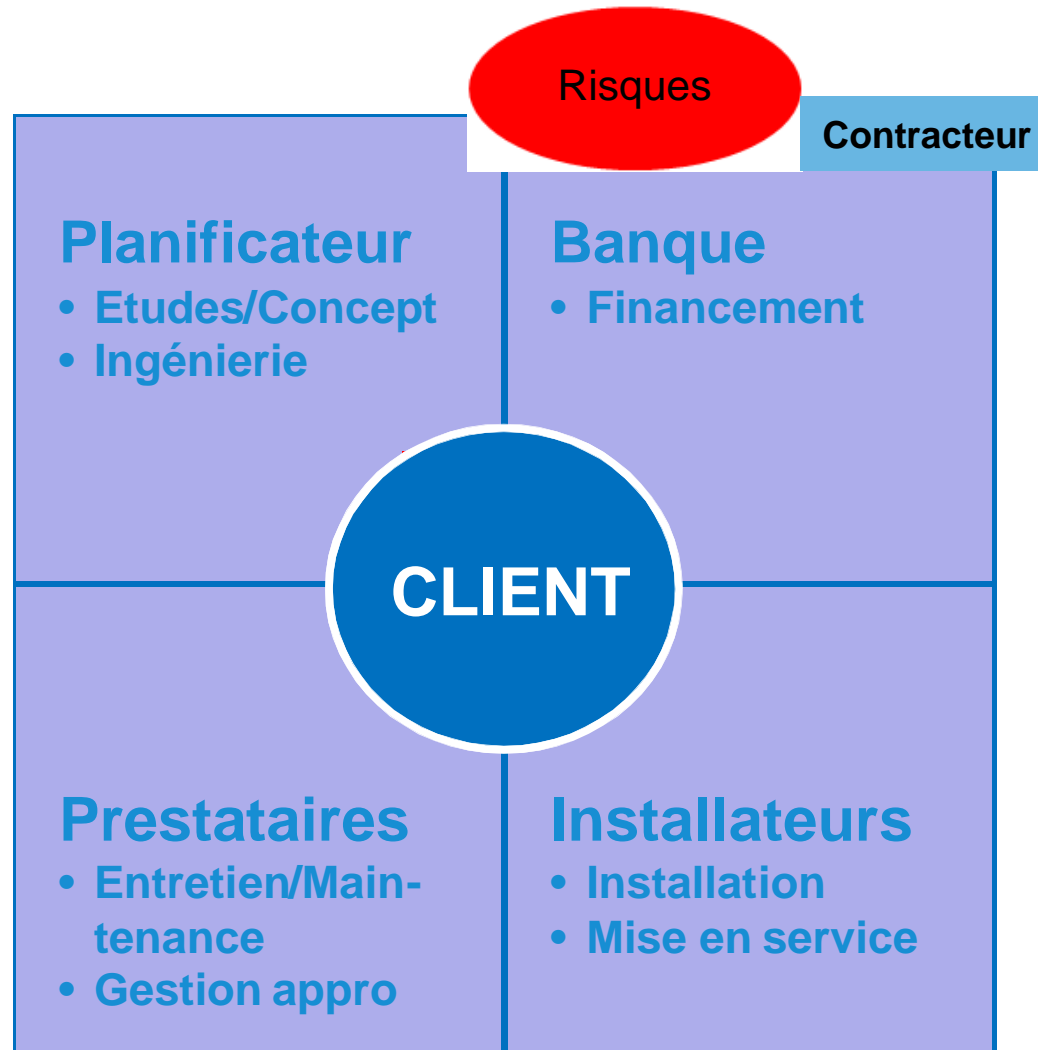 Risques
Contracteur
Planificateur
• Etudes/Concept
• Ingénierie
Banque
• Financement
CLIENT
Prestataires
• Entretien/Main-
tenance
• Gestion appro
Installateurs
• Installation
• Mise en service